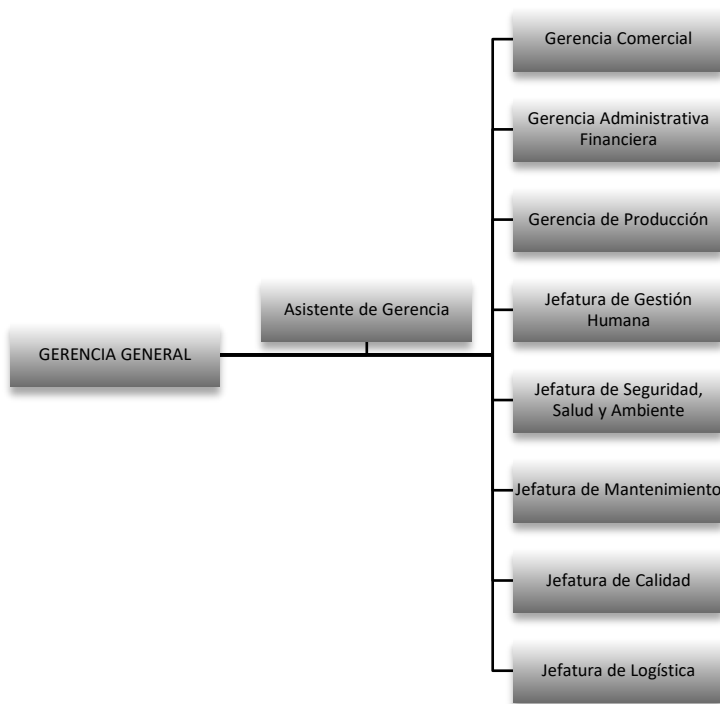 Gerencia Comercial
Gerencia Administrativa
Financiera
Gerencia de Producción
Asistente de Gerencia
Jefatura de Gestión
Humana
GERENCIA GENERAL
Jefatura de Seguridad,
Salud y Ambiente
Jefatura de Mantenimiento
Jefatura de Calidad
Jefatura de Logística